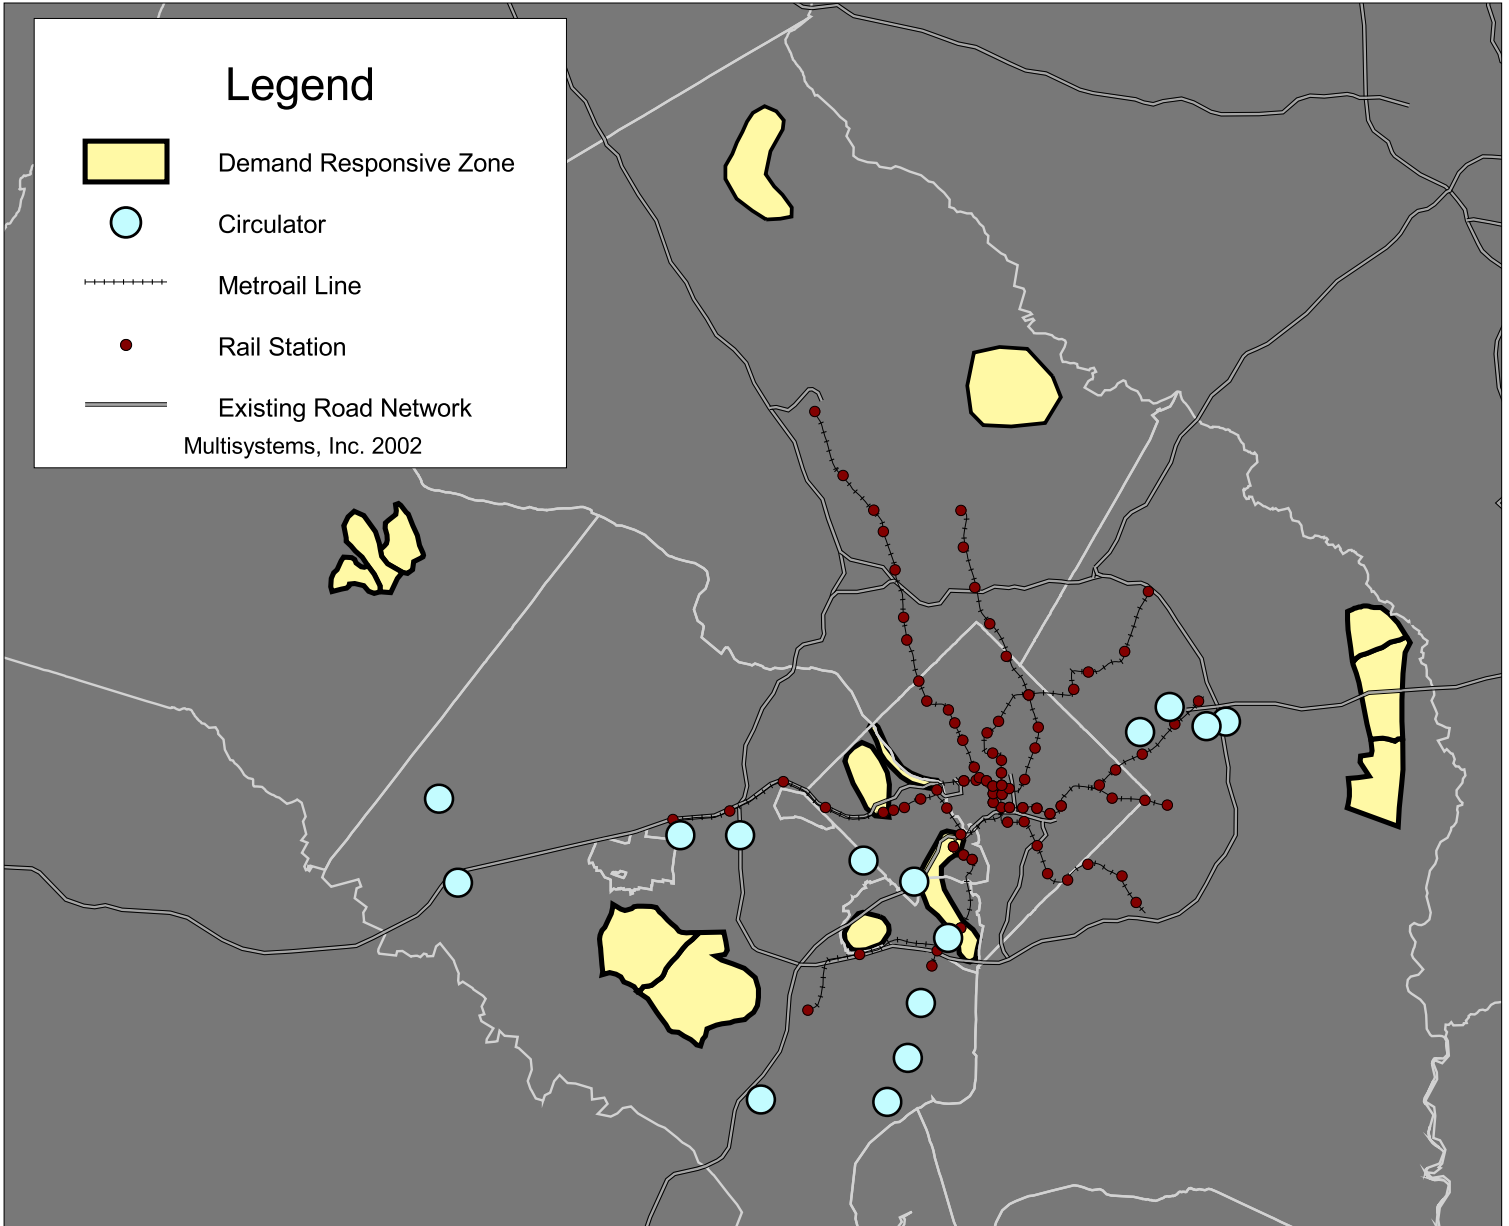 Legend
Demand Responsive Zone
Circulator
Metroail Line
Rail Station
Existing Road Network
Multisystems, Inc. 2002